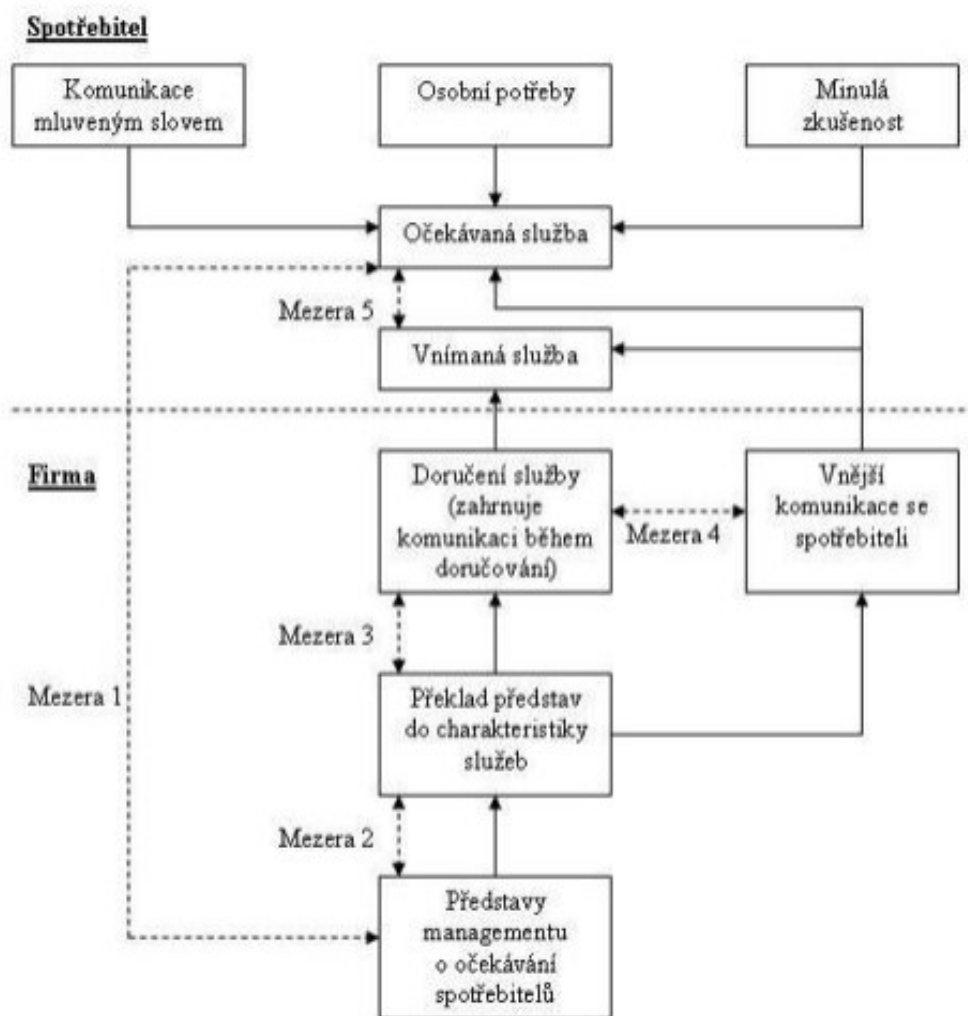 Spotřebitel
Komunikace
mluveným slovem
Osobní potřeby
Minulá
zkušenost
Očekávaná služba
Mezera 5
Vnímaná služba
Firma
Doručení služby
(zahrnuje
komunikaci během
doručování)
Mezera 4
Vnější
komunikace se
spotřebiteli
Mezera 3
Mezera 1
Překlad představ
do charakteristiky
služeb
Mezera 2
Představy
managementu
o očekávání
spotřebitelů